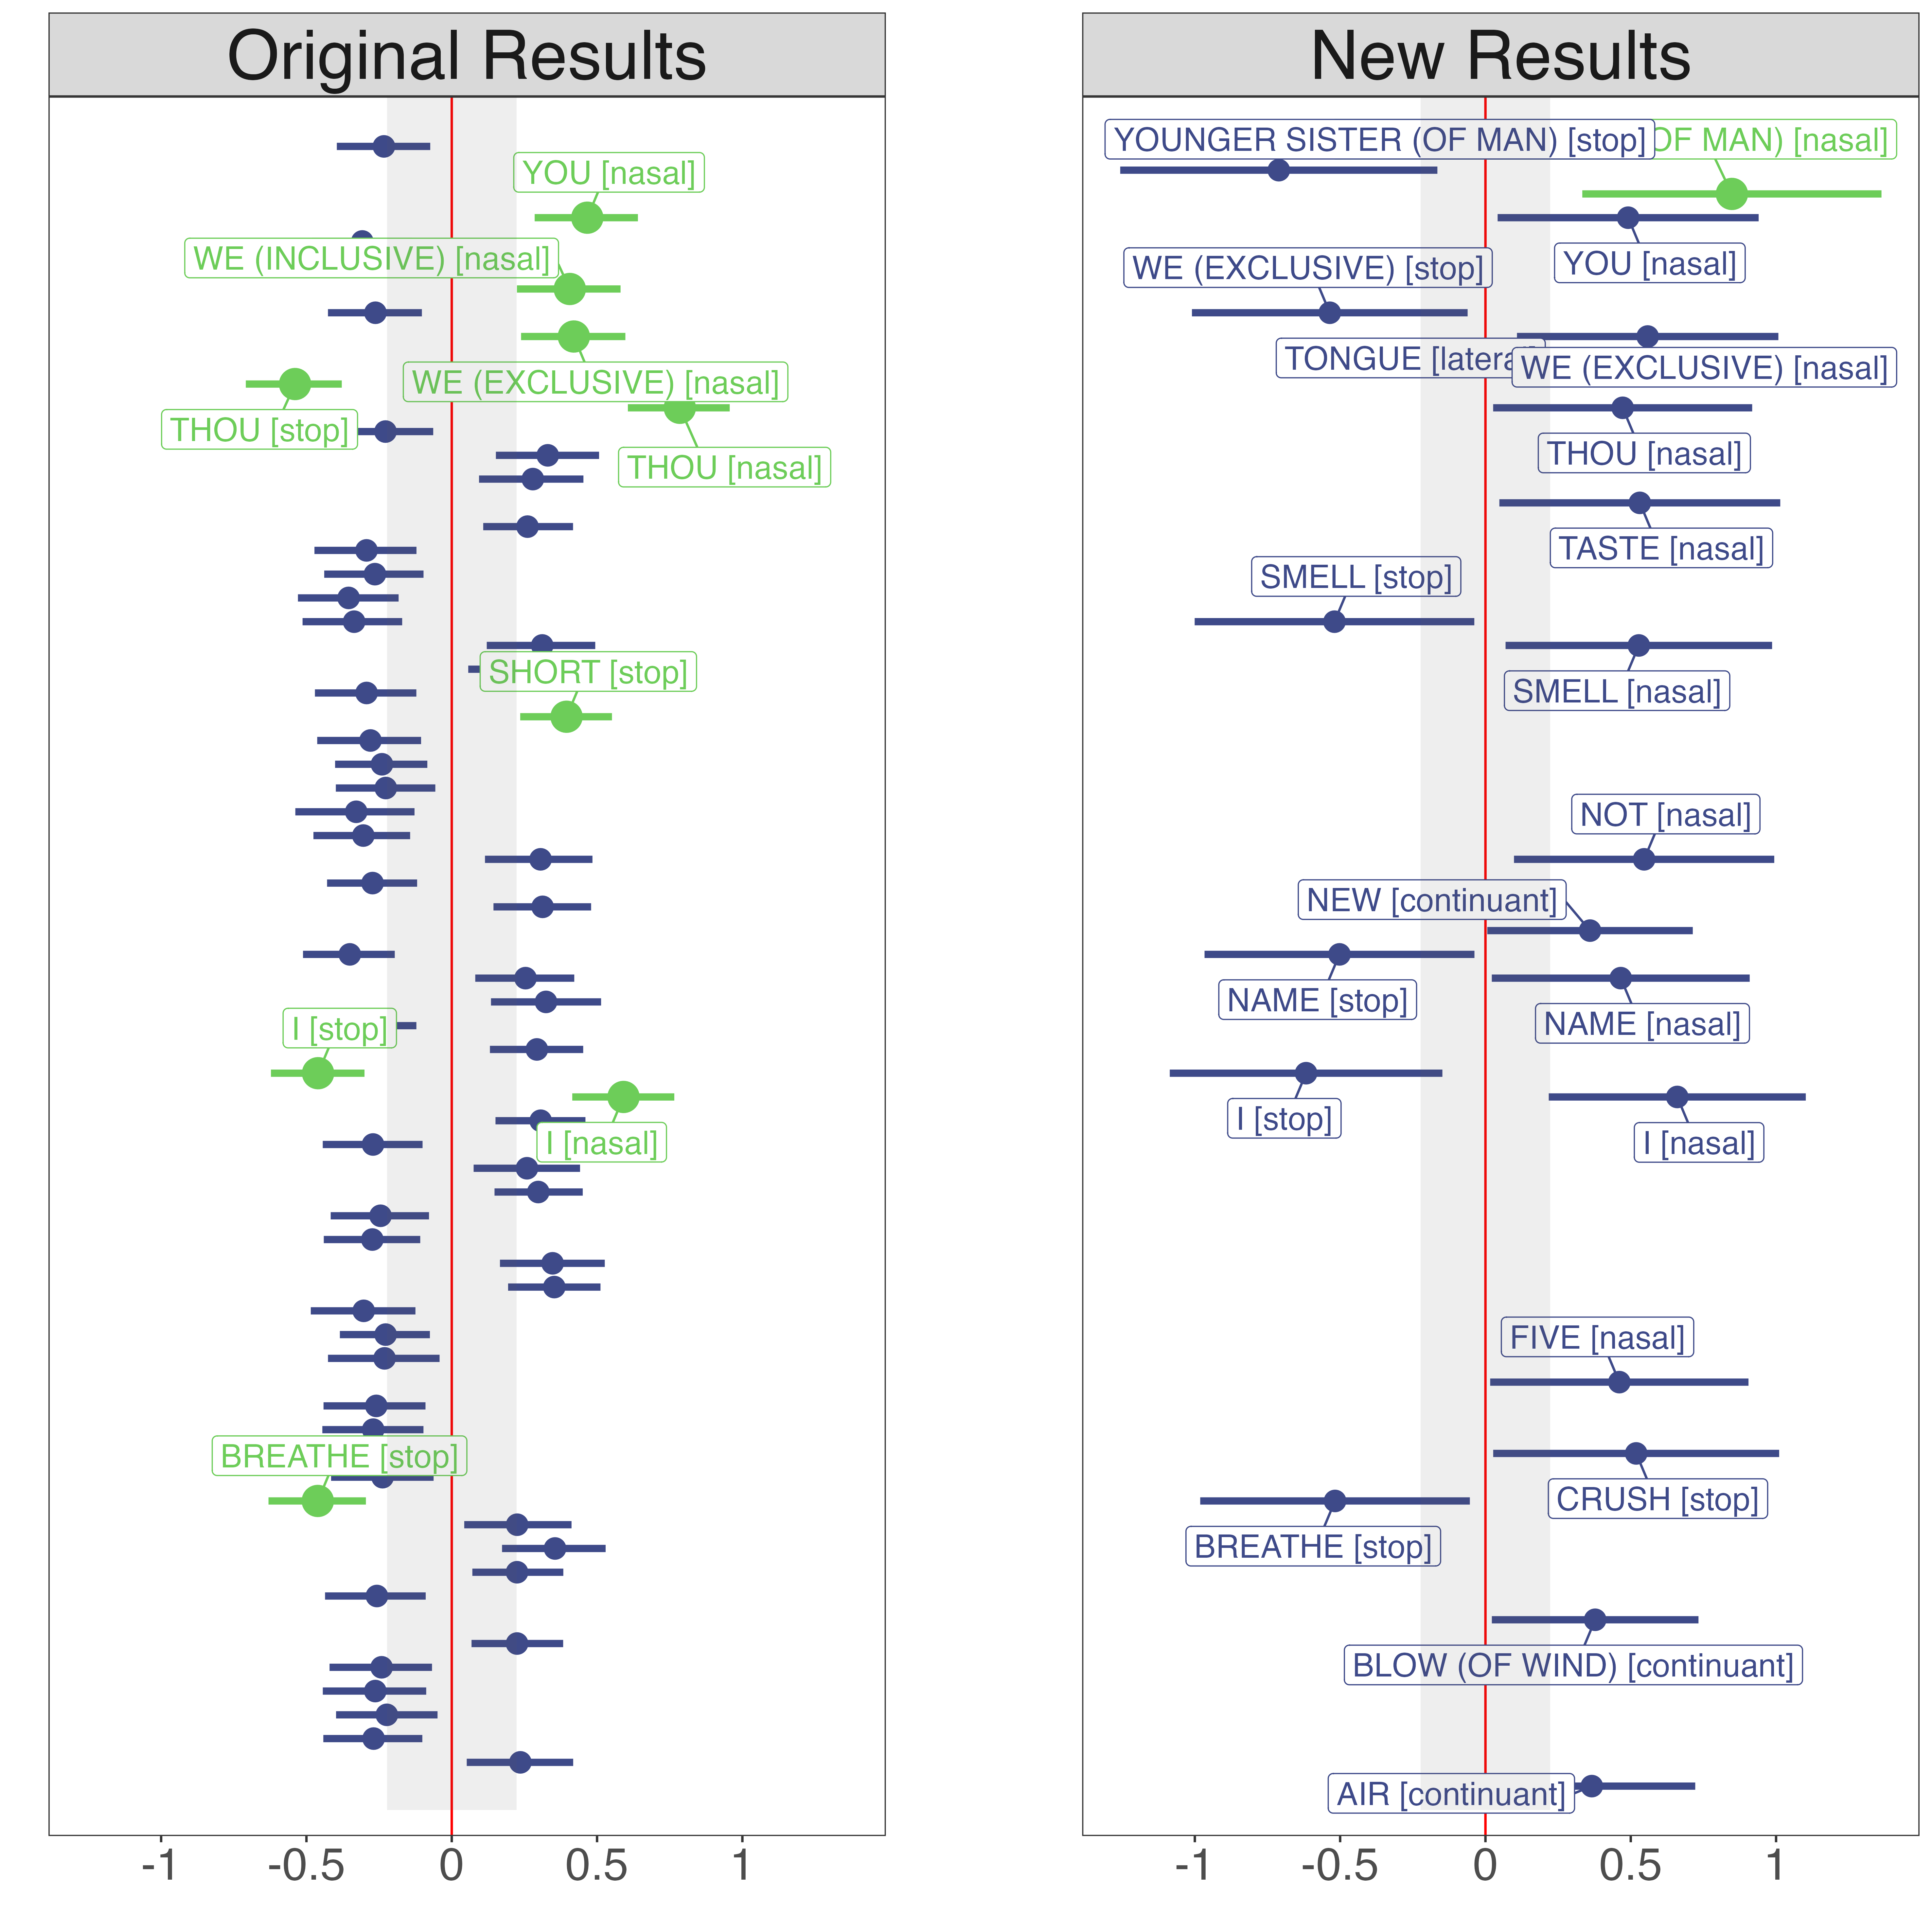 Original Results
YOU [nasal]
WE (INCLUSIVE) [nasal]
WE (EXCLUSIVE) [nasal]
THOU [stop]
THOU [nasal]
SHORT [stop]
I [stop]
I [nasal]
BREATHE [stop]
-1 -0.5 0 0.5 1
New Results
YOUNGER SISTER (OF MAN) [stop]
OF MAN) [nasal]
YOU [nasal]
WE (EXCLUSIVE) [stop]
TONGUE
WE (EXCLUSIVE) [nasal]
THOU [nasal]
TASTE [nasal]
SMELL [stop]
SMELL [nasal]
NOT [nasal]
NEW [continuant]
NAME [stop]
NAME [nasal]
I [stop]
I [nasal]
FIVE [nasal]
CRUSH [stop]
BREATHE [stop]
BLOW (OF WIND) [continuant]
AIR [continuant]
-1 -0.5 0 0.5 1